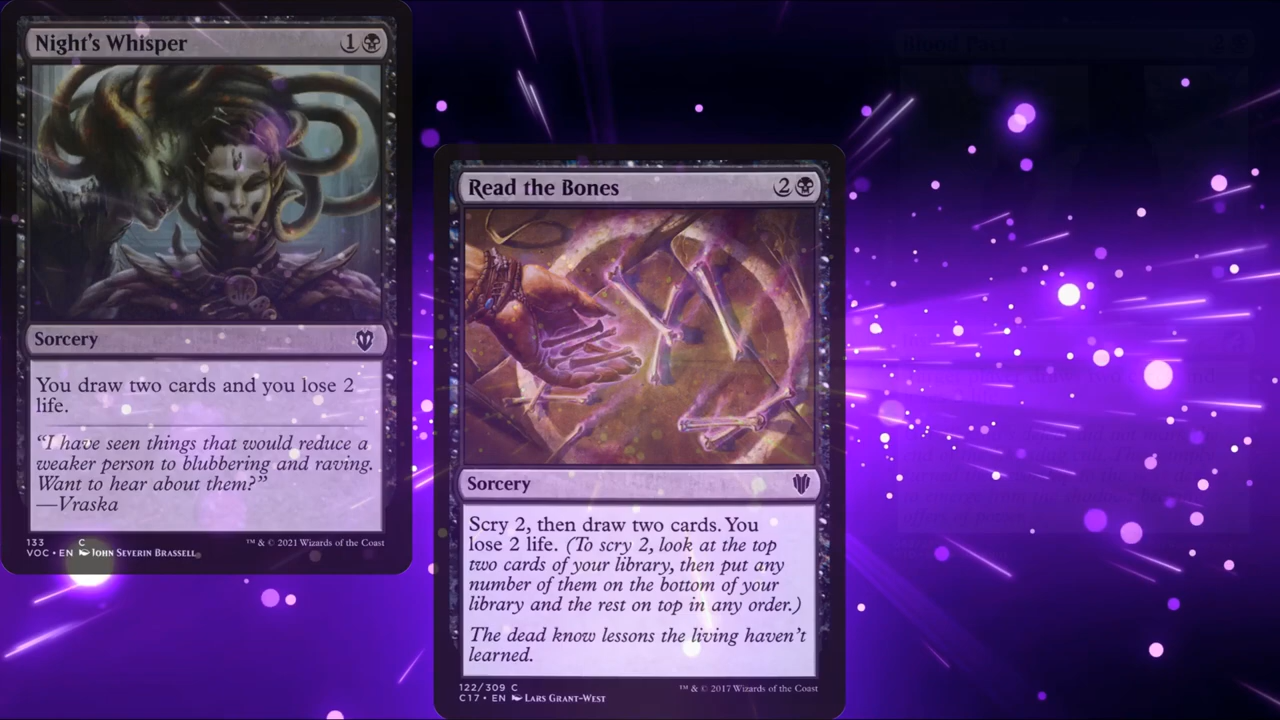 Night's Whisper
1
Sorcery
You draw two cards and you lose 2
life.
“I have seen things that would reduce a
weaker person to blubbering and raving.
Want to hear about them?”
—Vraska
133 C
VOC • EN John Severin Brassell
™ & © 2021 Wizards of the Coast
Read the Bones
2
Sorcery
Scry 2, then draw two cards. You
lose 2 life. (To scry 2, look at the top
two cards of your library, then put any
number of them on the bottom of your
library and the rest on top in any order.)
The dead know lessons the living haven't
learned.
122/309 C
C17 • EN Lars Grant-West
™ & © 2017 Wizards of the Coast
Blood Pact
2